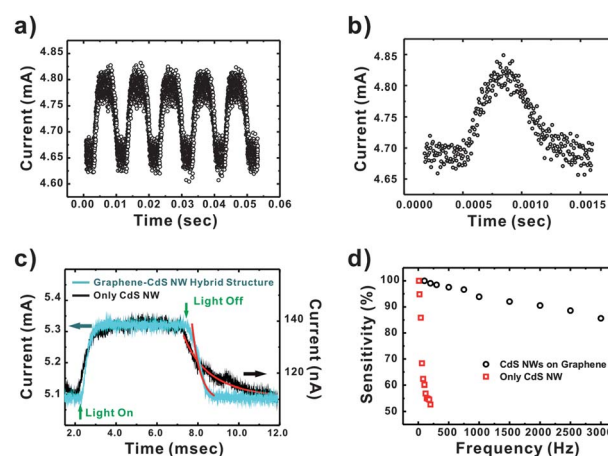 a)
4.85
4.80
4.75
4.70
4.65
4.60
Current (mA)
0.00 0.01 0.02 0.03 0.04 0.05 0.06
Time (sec)
b)
4.85
4.80
4.75
4.70
4.65
Current (mA)
0.0000 0.0005 0.0010 0.0015
Time (sec)
c)
Graphene-CdS NW Hybrid Structure
Only CdS NW
Light Off
Light On
5.4
5.3
5.2
5.1
Current (mA)
140
120
Current (nA)
2.0 4.0 6.0 8.0 10.0 12.0
Time (msec)
d)
100
90
80
70
60
50
Sensitivity (%)
CdS NWs on Graphene
Only CdS NW
0 500 1000 1500 2000 2500 3000
Frequency (Hz)